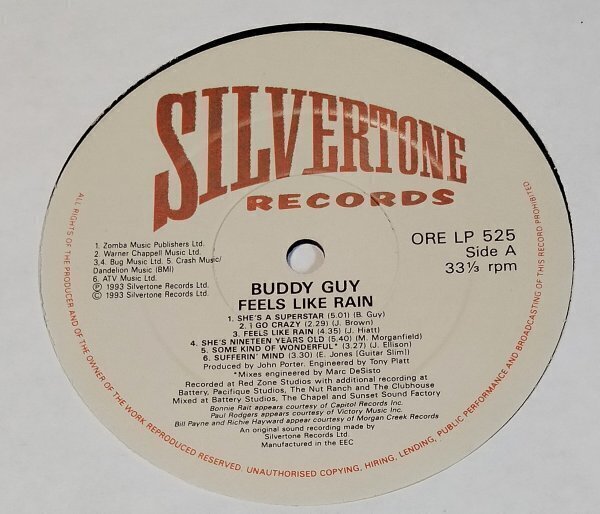 SILVERTONE
RECORDS
1. Zomba Music Publishers Ltd.
2. Warner Chappell Music Ltd.
3,4. Bug Music Ltd. 5. Crash Music/
Dandelion Music (BMI)
6. ATV Music Ltd.
Ⓟ 1993 Silvertone Records Ltd.
© 1993 Silvertone Records Ltd.
ORE LP 525
Side A
33⅓ rpm
BUDDY GUY
FEELS LIKE RAIN
1. SHE'S A SUPERSTAR (5.01) (B. Guy)
2. I GO CRAZY (2.29) (J. Brown)
3. FEELS LIKE RAIN (4.35) (J. Hiatt)
4. SHE'S NINETEEN YEARS OLD (5.40) (M. Morganfield)
5. SOME KIND OF WONDERFUL* (3.27) (J. Ellison)
6. SUFFERIN' MIND (3.30) (E. Jones [Guitar Slim])
Produced by John Porter. Engineered by Tony Platt
*Mixes engineered by Marc DeSisto
Recorded at Red Zone Studios with additional recording at
Battery, Pacifique Studios, The Nut Ranch and The Clubhouse
Mixed at Battery Studios, The Chapel and Sunset Sound Factory
Bonnie Rait appears courtesy of Capitol Records Inc.
Paul Rodgers appears courtesy of Victory Music Inc.
Bill Payne and Richie Hayward appear courtesy of Morgan Creek Records
An original sound recording made by
Silvertone Records Ltd.
Manufactured in the EEC
ALL RIGHTS OF THE PRODUCER AND OF THE OWNER OF THE WORK REPRODUCED RESERVED. UNAUTHORISED COPYING, HIRING, LENDING, PUBLIC PERFORMANCE AND BROADCASTING OF THIS RECORD PROHIBITED